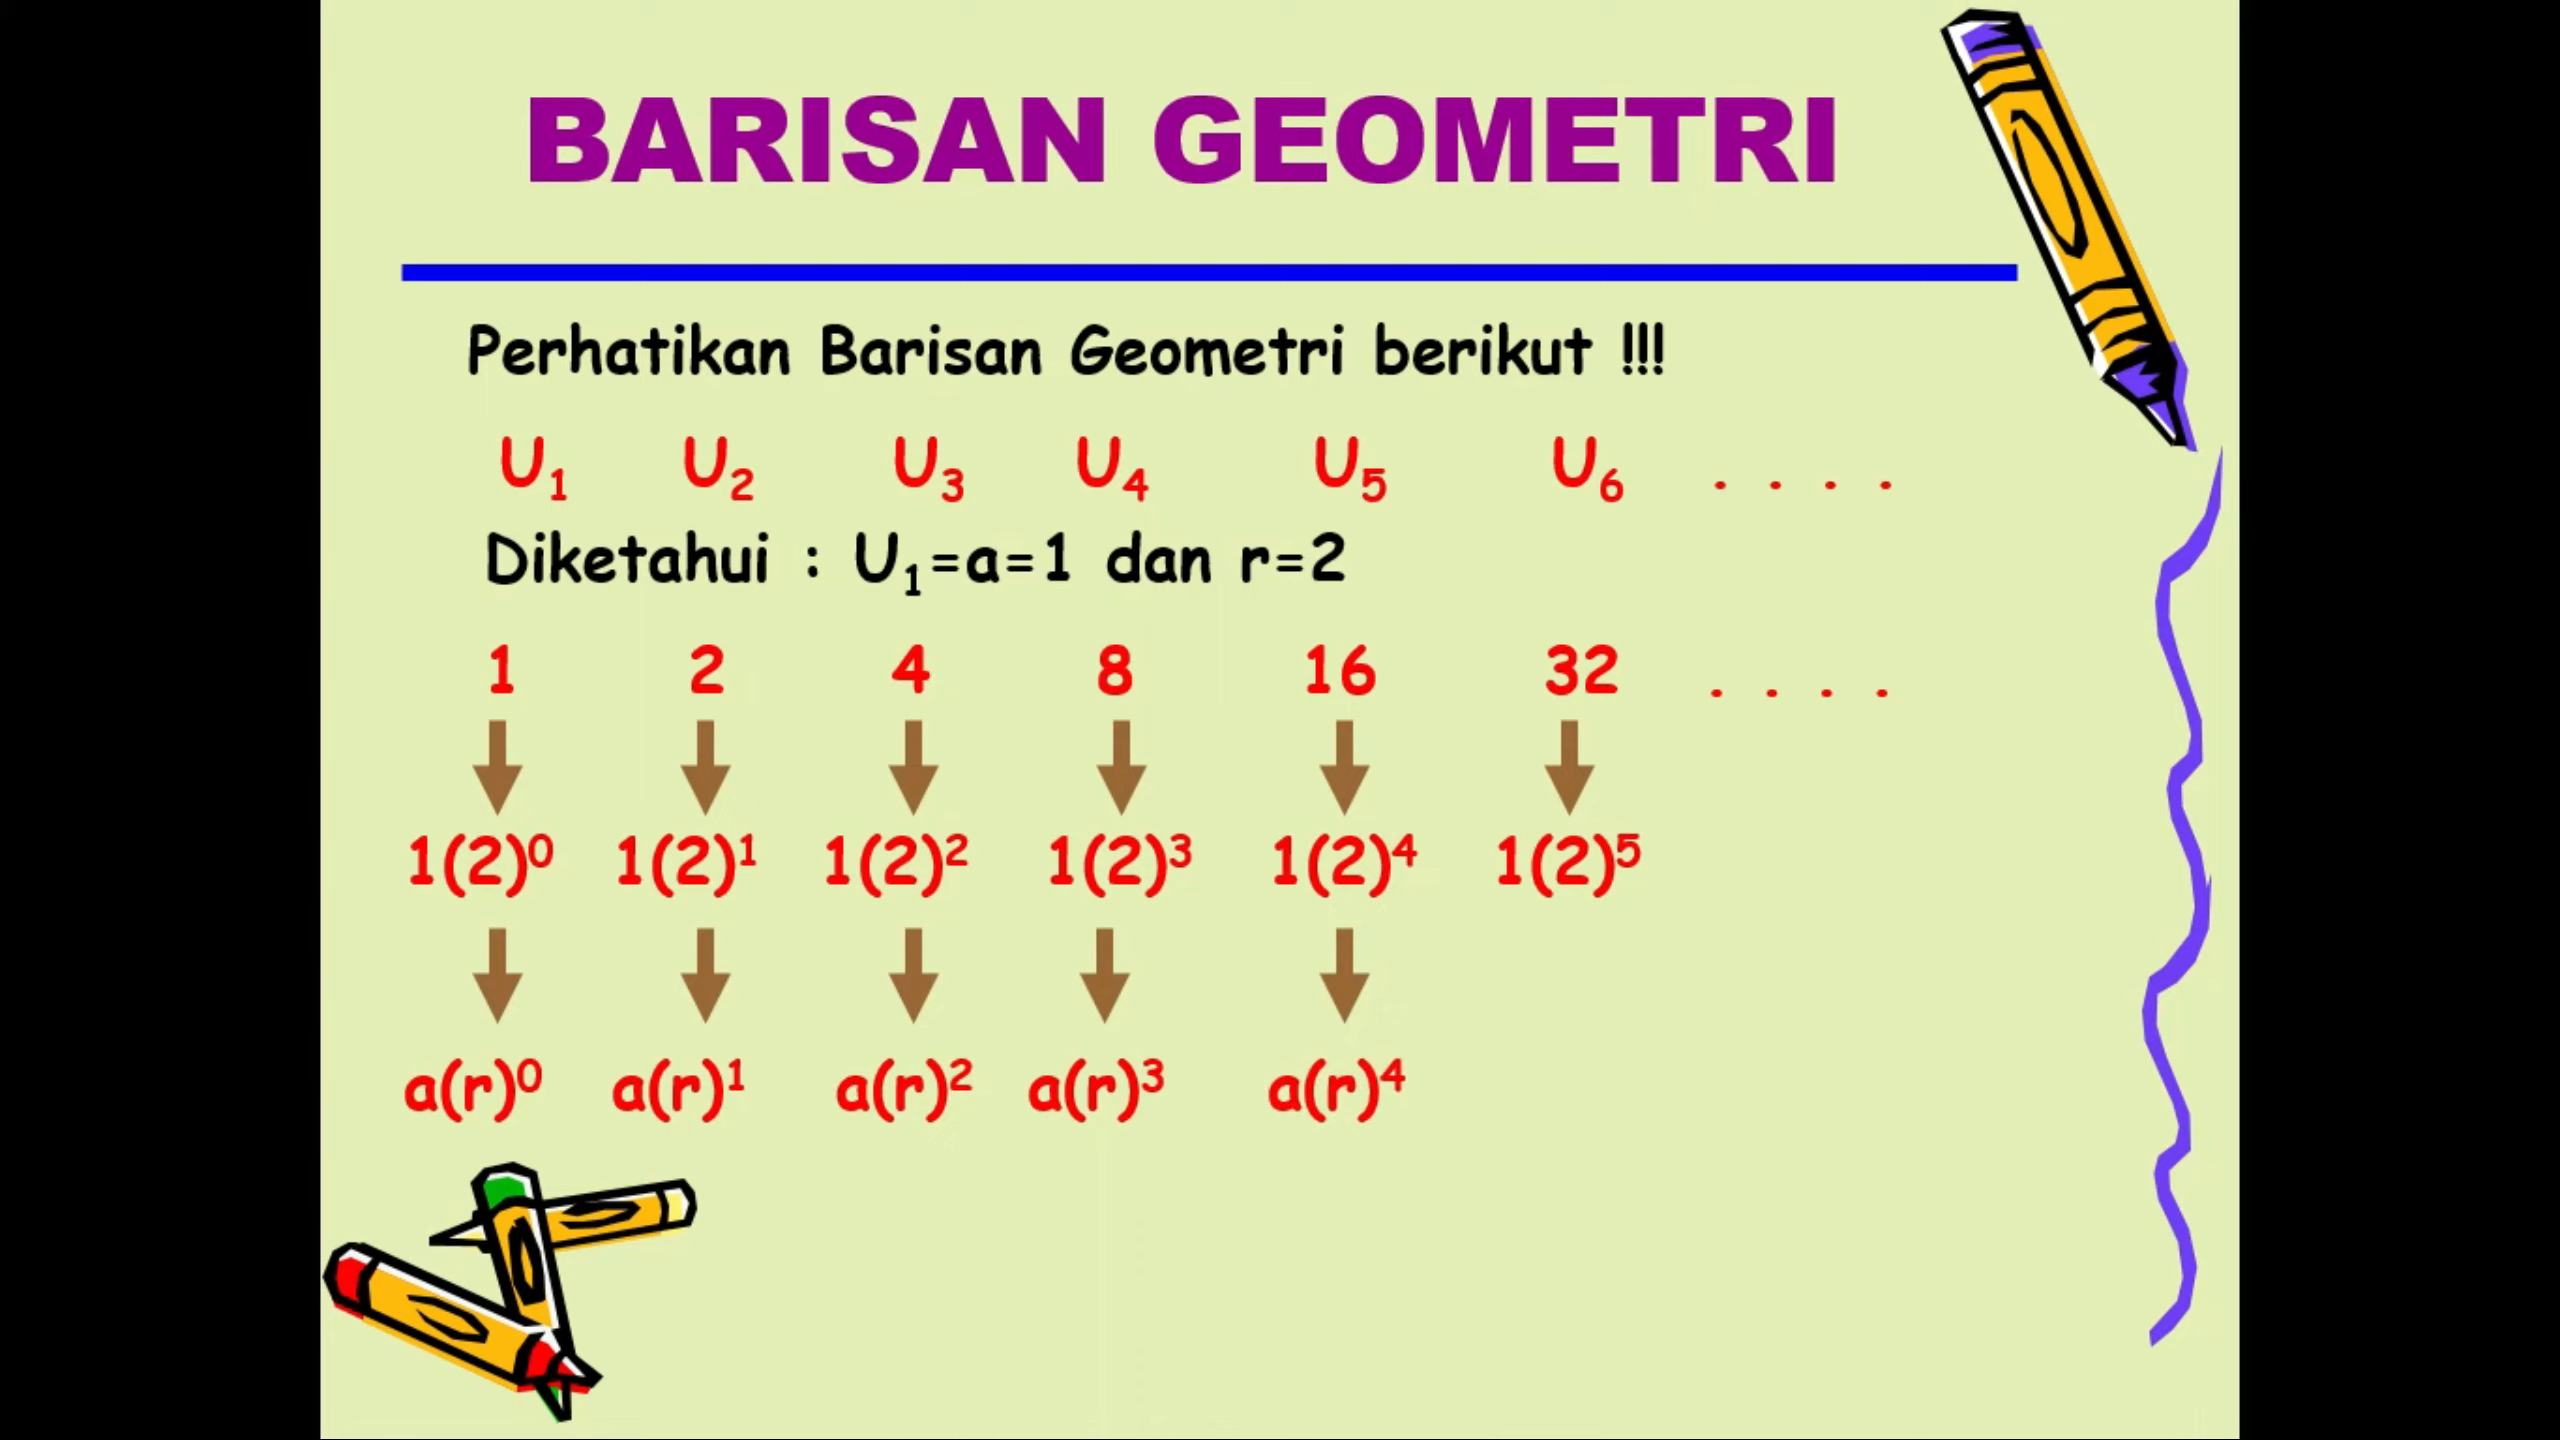 BARISAN GEOMETRI
Perhatikan Barisan Geometri berikut !!!
U₁ U₂ U₃ U₄ U₅ U₆ . . . .
Diketahui : U₁=a=1 dan r=2
1 2 4 8 16 32 . . . .
1(2)⁰ 1(2)¹ 1(2)² 1(2)³ 1(2)⁴ 1(2)⁵
a(r)⁰ a(r)¹ a(r)² a(r)³ a(r)⁴